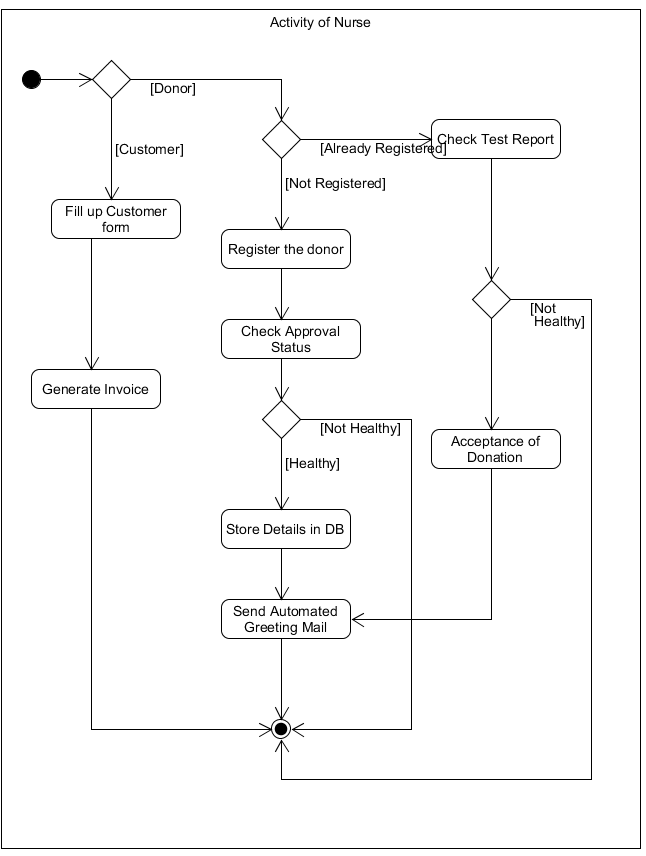 Activity of Nurse
[Donor]
[Customer]
[Already Registered]
Check Test Report
[Not Registered]
Fill up Customer
form
Register the donor
[Not
Healthy]
Check Approval
Status
Generate Invoice
[Not Healthy]
Acceptance of
Donation
[Healthy]
Store Details in DB
Send Automated
Greeting Mail